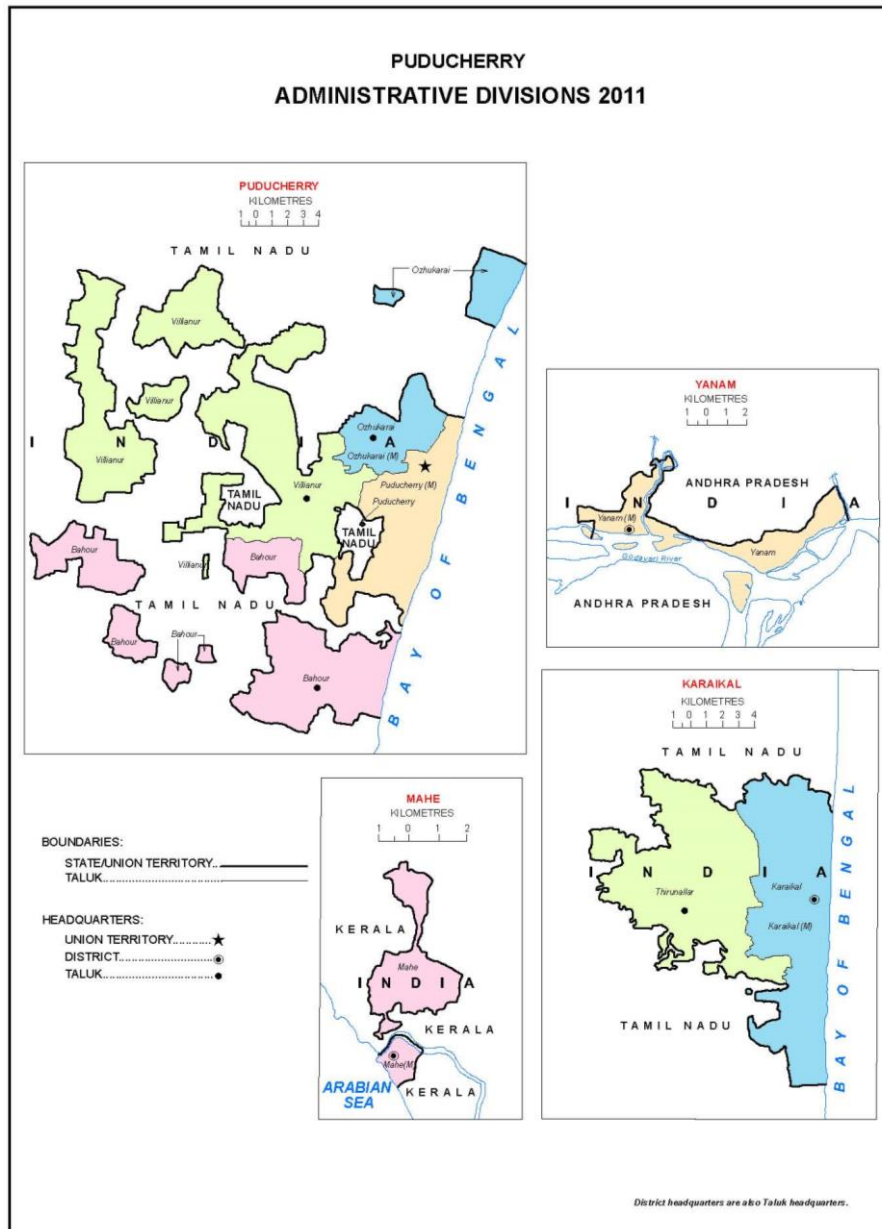 PUDUCHERRY
ADMINISTRATIVE DIVISIONS 2011
PUDUCHERRY
KILOMETRES
1 0 1 2 3 4
TAMIL NADU
Ozhukarai
Villianur
Villianur
Villianur
Ozhukarai
Ozhukarai (M)
I N D I A
Villianur
TAMIL
NADU
Puducherry (M)
Puducherry
TAMIL
NADU
Bahour
Villianur
Bahour
TAMIL NADU
Bahour
Bahour
Bahour
BAY OF BENGAL
YANAM
KILOMETRES
1 0 1 2
ANDHRA PRADESH
I N D I A
Yanam (M)
Yanam
Godavari River
ANDHRA PRADESH
KARAIKAL
KILOMETRES
1 0 1 2 3 4
TAMIL NADU
I N D I A
Thirunallar
Karaikal
Karaikal (M)
TAMIL NADU
BAY OF BENGAL
MAHE
KILOMETRES
1 0 1 2
KERALA
Mahe
I N D I A
KERALA
Mahe(M)
KERALA
ARABIAN
SEA
BOUNDARIES:
STATE/UNION TERRITORY
TALUK
HEADQUARTERS:
UNION TERRITORY
DISTRICT
TALUK
District headquarters are also Taluk headquarters.